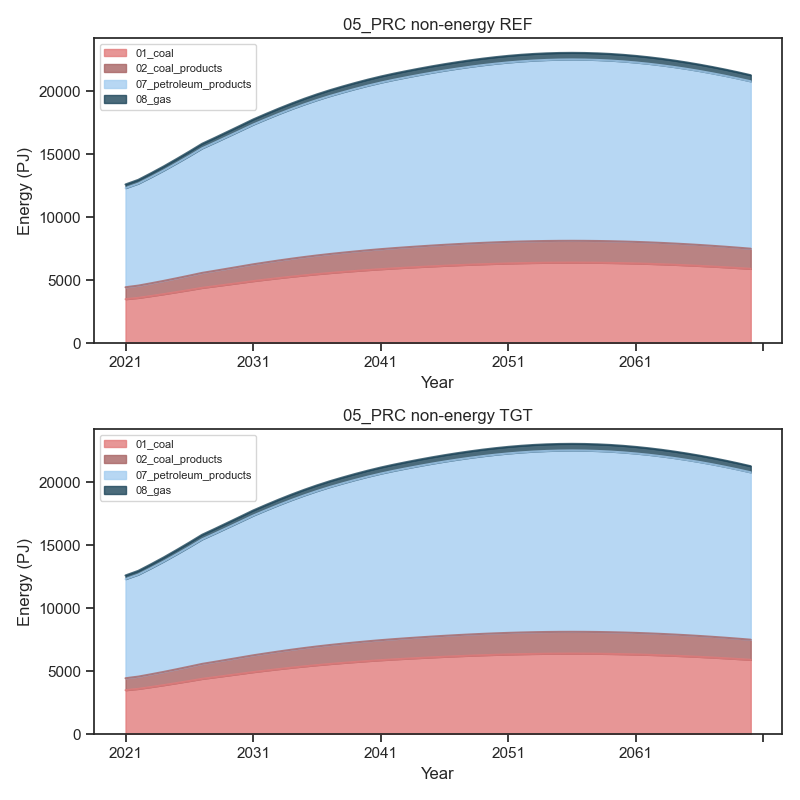 05_PRC non-energy REF
01_coal
02_coal_products
07_petroleum_products
08_gas
Energy (PJ)
20000
15000
10000
5000
0
2021 2031 2041 2051 2061
Year
05_PRC non-energy TGT
01_coal
02_coal_products
07_petroleum_products
08_gas
Energy (PJ)
20000
15000
10000
5000
0
2021 2031 2041 2051 2061
Year